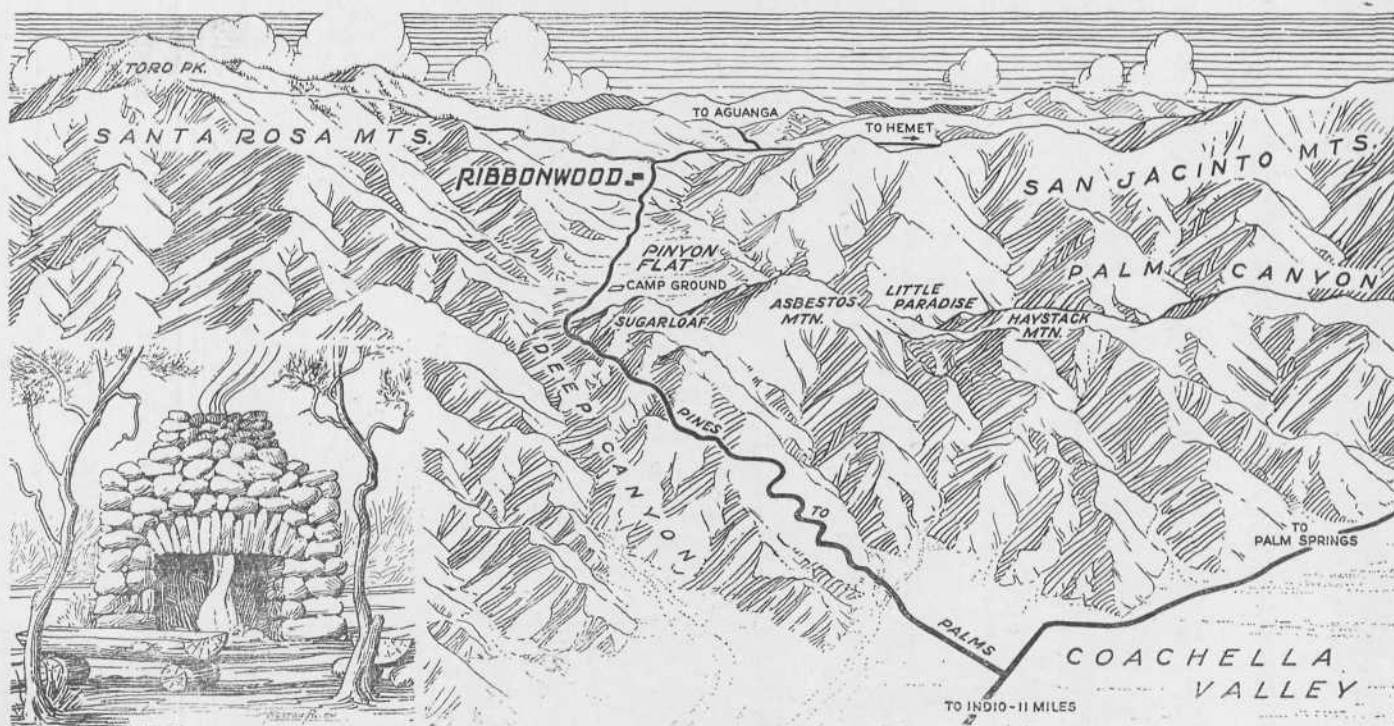 TORO PK.
SANTA ROSA MTS.
TO AGUANGA
TO HEMET
RIBBONWOOD
SAN JACINTO MTS.
PINYON
FLAT
CAMP GROUND
PALM CANYON
SUGARLOAF
ASBESTOS
MTN.
LITTLE
PARADISE
HAYSTACK
MTN.
DEEP CANYON
PINES TO PALMS
TO
PALM SPRINGS
COACHELLA
VALLEY
TO INDIO-11 MILES